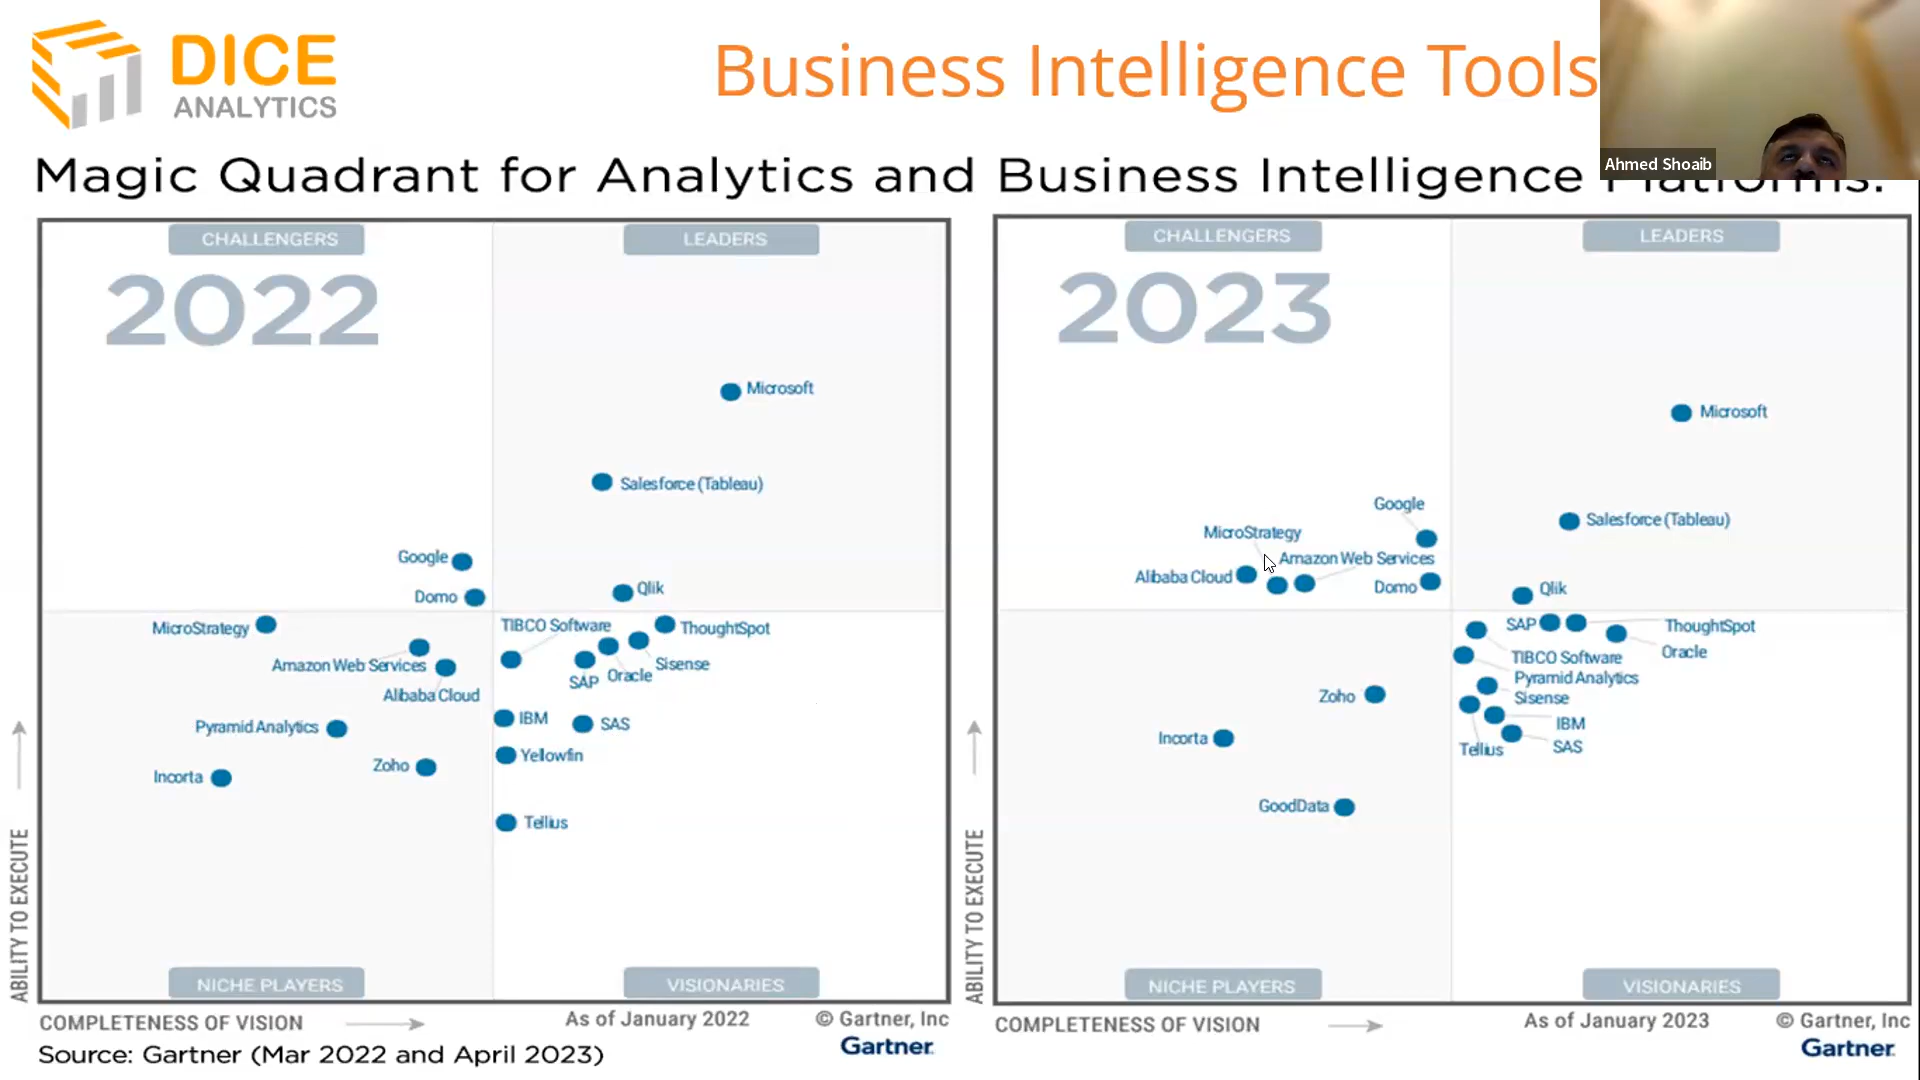 DICE
ANALYTICS
Business Intelligence Tools
Ahmed Shoaib
Magic Quadrant for Analytics and Business Intelligence Platforms.
CHALLENGERS
LEADERS
2022
Microsoft
Salesforce (Tableau)
Google
Domo
Qlik
MicroStrategy
TIBCO Software
ThoughtSpot
Amazon Web Services
Sisense
Oracle
SAP
Alibaba Cloud
IBM
SAS
Pyramid Analytics
Yellowfin
Zoho
Incorta
Tellius
NICHE PLAYERS
VISIONARIES
ABILITY TO EXECUTE
COMPLETENESS OF VISION
As of January 2022
© Gartner, Inc
Gartner
CHALLENGERS
LEADERS
2023
Microsoft
Google
Salesforce (Tableau)
MicroStrategy
Amazon Web Services
Alibaba Cloud
Domo
Qlik
SAP
ThoughtSpot
Oracle
TIBCO Software
Pyramid Analytics
Sisense
Zoho
IBM
Incorta
SAS
Tellius
GoodData
NICHE PLAYERS
VISIONARIES
ABILITY TO EXECUTE
COMPLETENESS OF VISION
As of January 2023
© Gartner, Inc
Gartner
Source: Gartner (Mar 2022 and April 2023)